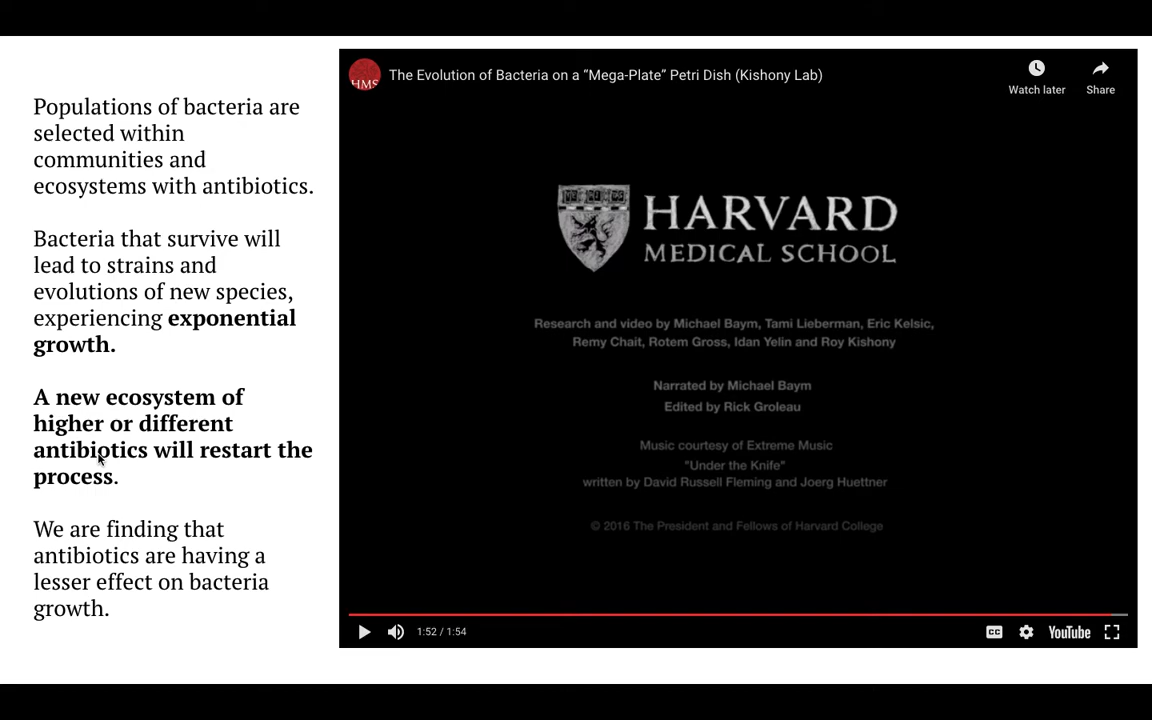 Populations of bacteria are
selected within
communities and
ecosystems with antibiotics.
Bacteria that survive will
lead to strains and
evolutions of new species,
experiencing exponential
growth.
A new ecosystem of
higher or different
antibiotics will restart the
process.
We are finding that
antibiotics are having a
lesser effect on bacteria
growth.
HMS
The Evolution of Bacteria on a “Mega-Plate” Petri Dish (Kishony Lab)
Watch later
Share
HARVARD
MEDICAL SCHOOL
Research and video by Michael Baym, Tami Lieberman, Eric Kelsic,
Remy Chait, Rotem Gross, Idan Yelin and Roy Kishony
Narrated by Michael Baym
Edited by Rick Groleau
Music courtesy of Extreme Music
"Under the Knife"
written by David Russell Fleming and Joerg Huettner
© 2016 The President and Fellows of Harvard College
1:52 / 1:54
CC
YouTube